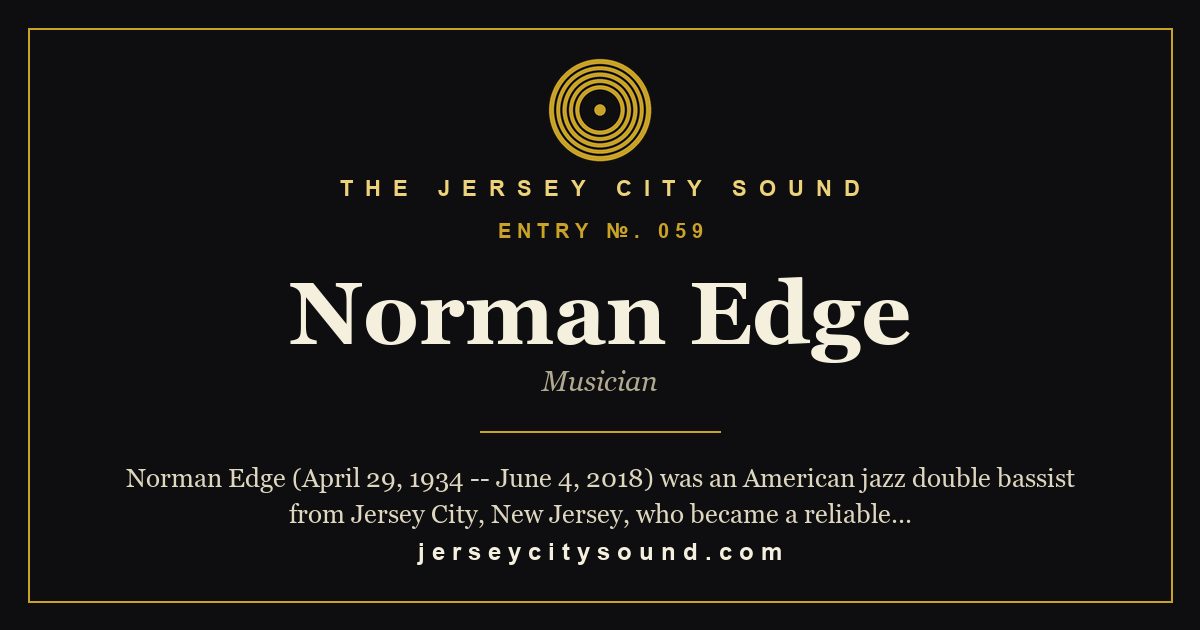 THE JERSEY CITY SOUND
ENTRY №. 059
Norman Edge
Musician
Norman Edge (April 29, 1934 -- June 4, 2018) was an American jazz double bassist
from Jersey City, New Jersey, who became a reliable...
jerseycitysound.com